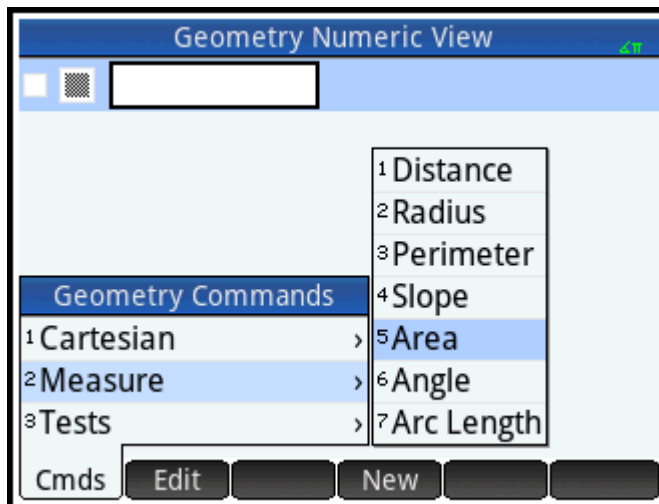 Geometry Numeric View
∡π
1 Distance
2 Radius
3 Perimeter
4 Slope
5 Area
6 Angle
7 Arc Length
Geometry Commands
1 Cartesian ›
2 Measure ›
3 Tests ›
Cmds Edit New